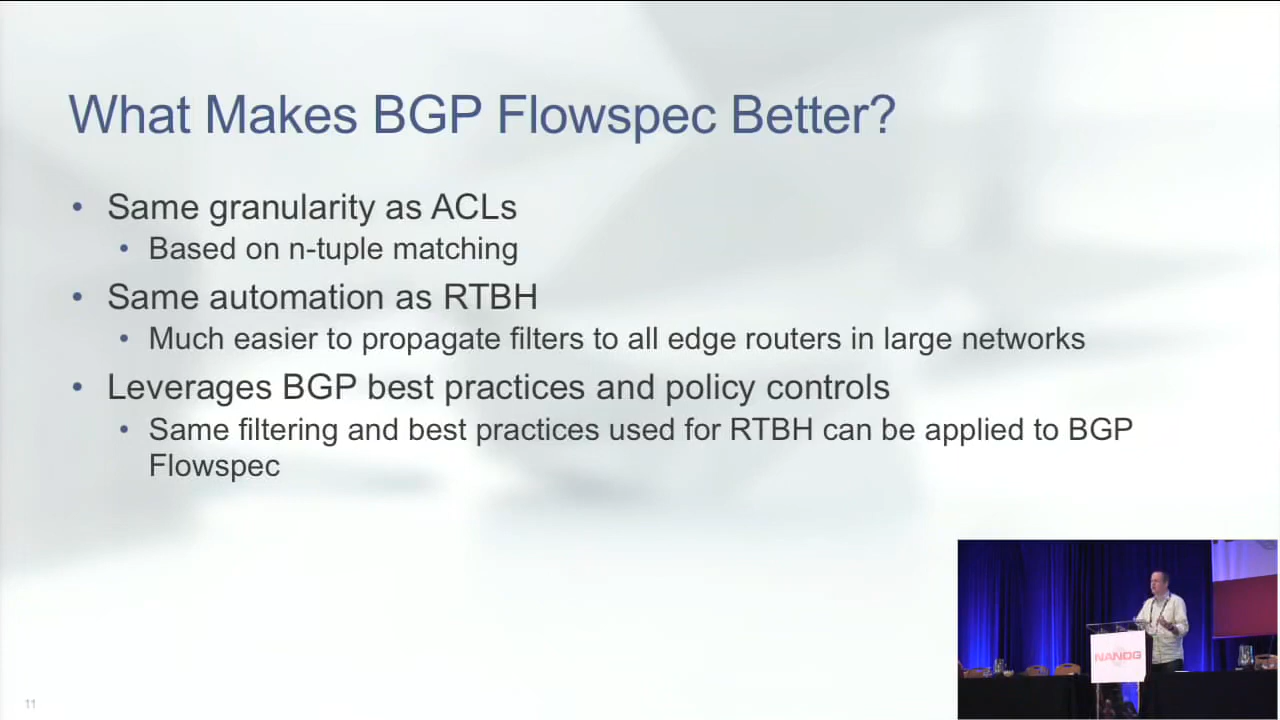 What Makes BGP Flowspec Better?
• Same granularity as ACLs
• Based on n-tuple matching
• Same automation as RTBH
• Much easier to propagate filters to all edge routers in large networks
• Leverages BGP best practices and policy controls
• Same filtering and best practices used for RTBH can be applied to BGP
Flowspec
NANOG
11